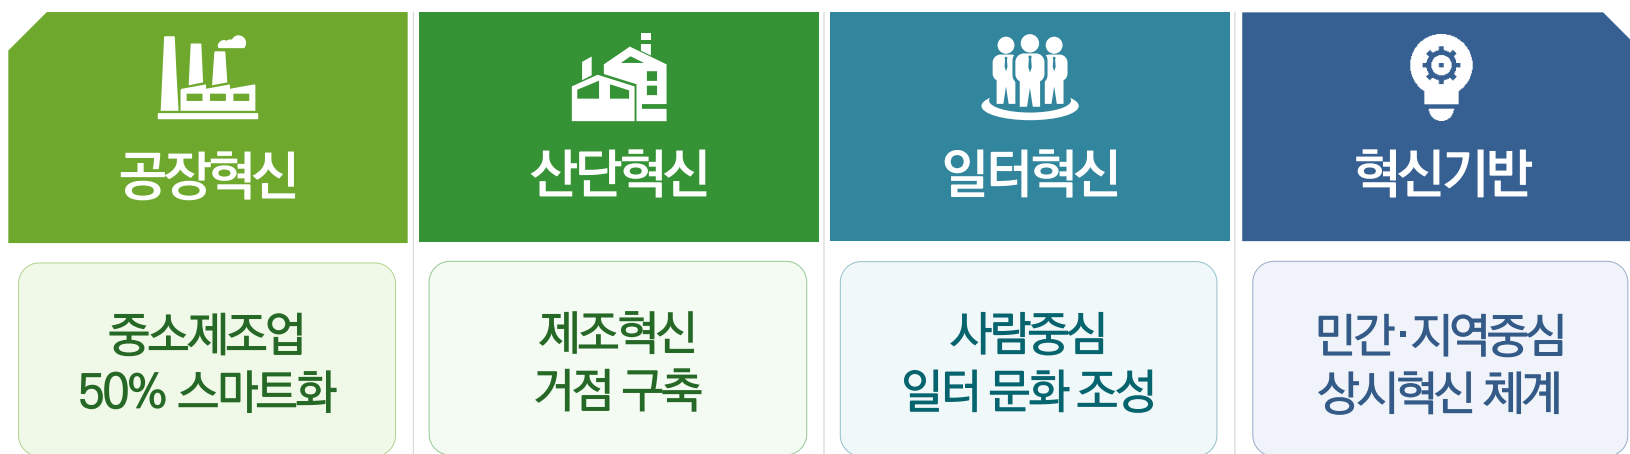 공장혁신
산단혁신
일터혁신
혁신기반
중소제조업
50% 스마트화
제조혁신
거점 구축
사람중심
일터 문화 조성
민간·지역중심
상시혁신 체계